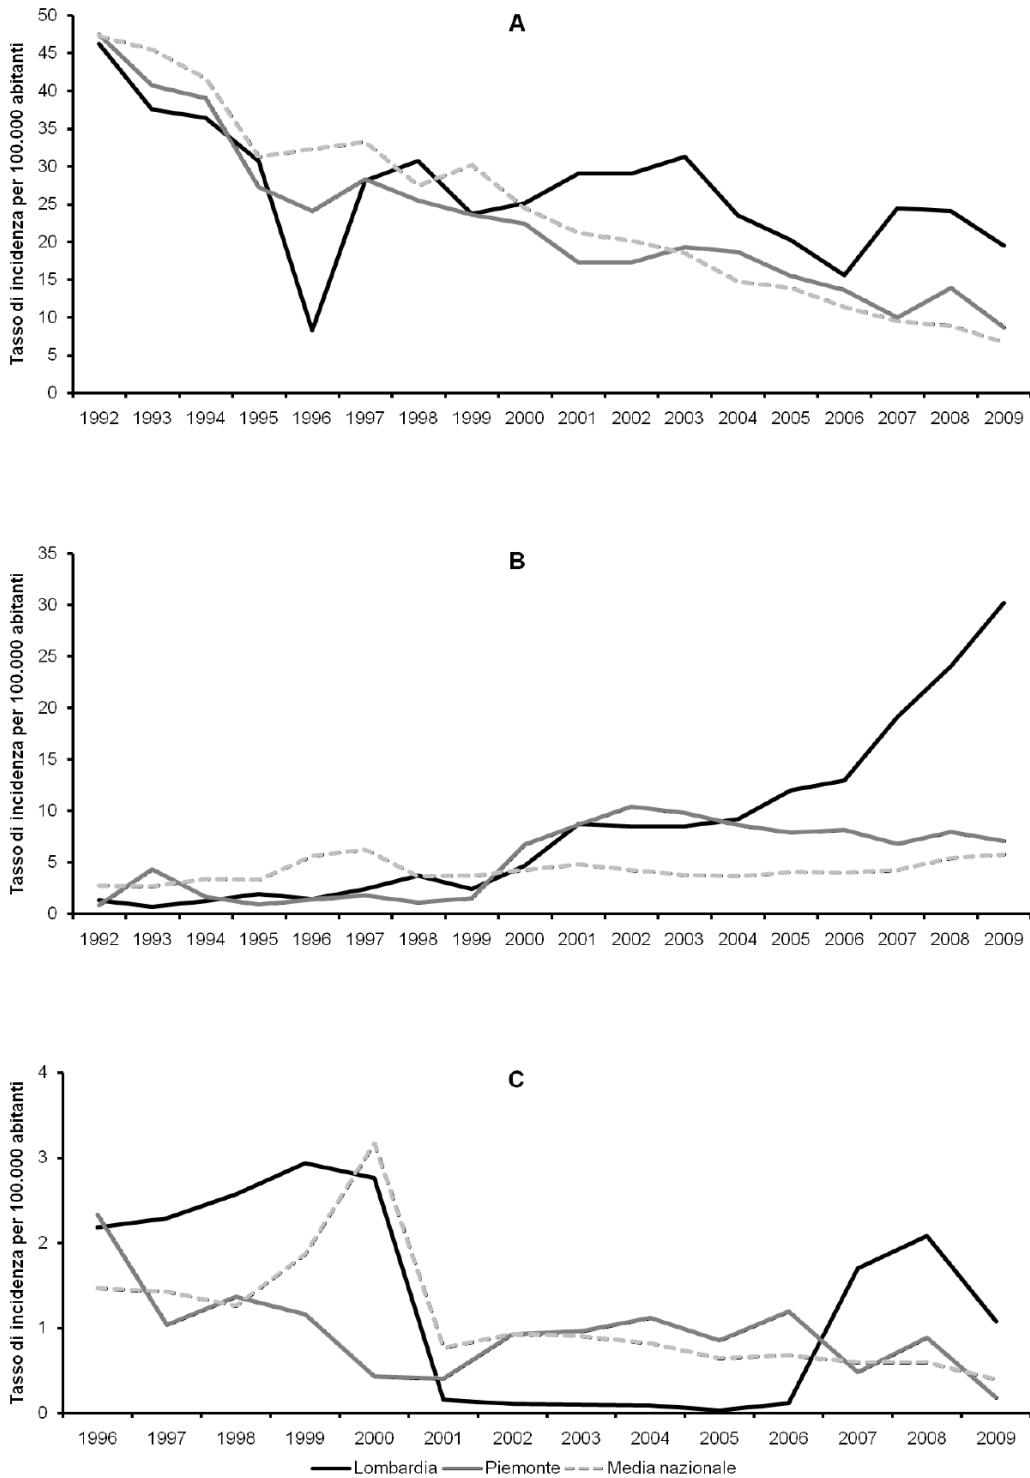 A
Tasso di incidenza per 100.000 abitanti
50
45
40
35
30
25
20
15
10
5
0
1992 1993 1994 1995 1996 1997 1998 1999 2000 2001 2002 2003 2004 2005 2006 2007 2008 2009
B
Tasso di incidenza per 100.000 abitanti
35
30
25
20
15
10
5
0
1992 1993 1994 1995 1996 1997 1998 1999 2000 2001 2002 2003 2004 2005 2006 2007 2008 2009
C
Tasso di incidenza per 100.000 abitanti
4
3
2
1
0
1996 1997 1998 1999 2000 2001 2002 2003 2004 2005 2006 2007 2008 2009
Lombardia Piemonte Media nazionale